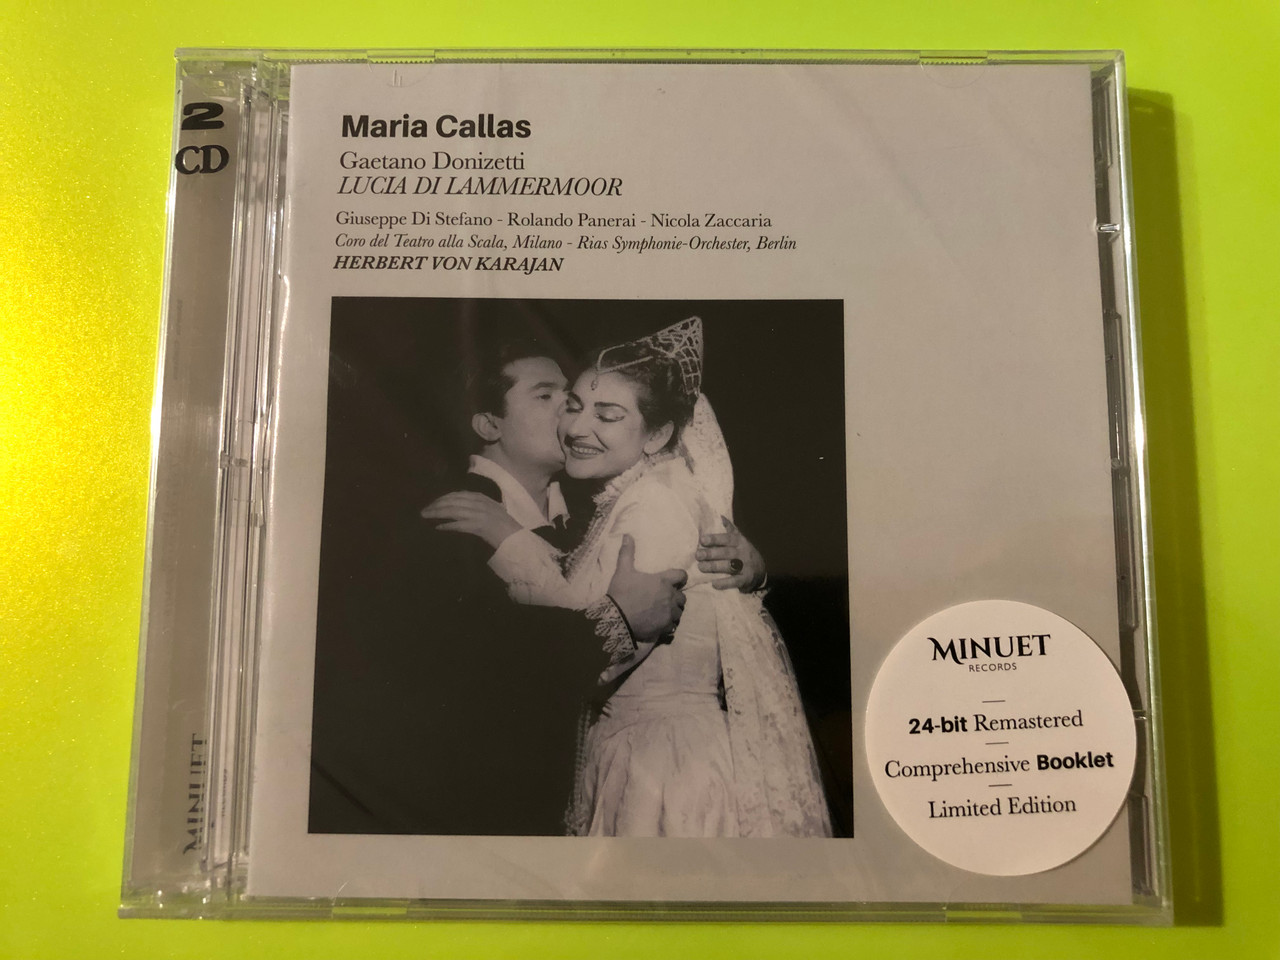 2
CD
Maria Callas
Gaetano Donizetti
LUCIA DI LAMMERMOOR
Giuseppe Di Stefano - Rolando Panerai - Nicola Zaccaria
Coro del Teatro alla Scala, Milano - Rias Symphonie-Orchester, Berlin
HERBERT VON KARAJAN
MINUET
RECORDS
24-bit Remastered
Comprehensive Booklet
Limited Edition
MINUET